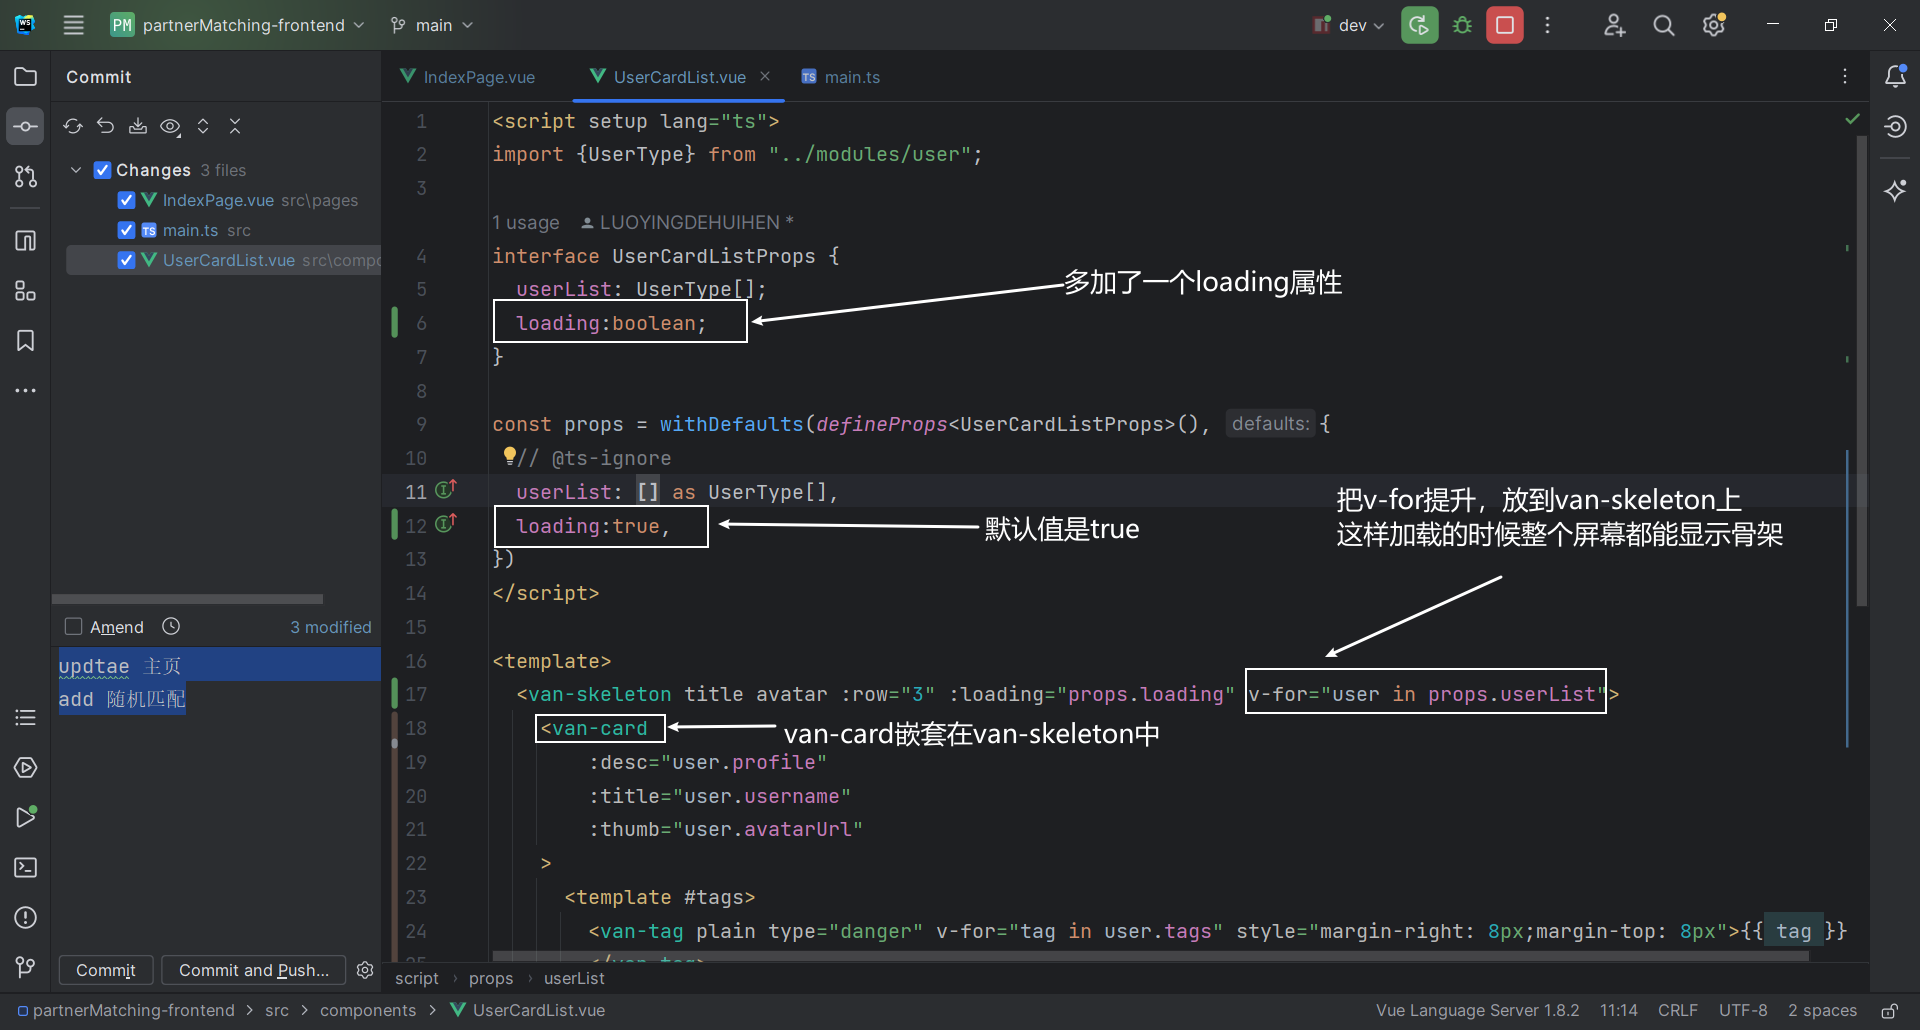 WS
PM partnerMatching-frontend main dev
Commit
IndexPage.vue UserCardList.vue TS main.ts
Changes 3 files
IndexPage.vue src\pages
TS main.ts src
UserCardList.vue src\compo
Amend 3 modified
updtae 主页
add 随机匹配
Commit Commit and Push...
1 <script setup lang="ts">
2 import {UserType} from "../modules/user";
3
1 usage LUOYINGDEHUIHEN *
4 interface UserCardListProps {
多加了一个loading属性
5 userList: UserType[];
6 loading:boolean;
7 }
8
9 const props = withDefaults(defineProps<UserCardListProps>(), defaults: {
10 // @ts-ignore
11 userList: [] as UserType[],
12 loading:true,
默认值是true
把v-for提升，放到van-skeleton上
这样加载的时候整个屏幕都能显示骨架
13 })
14 </script>
15
16 <template>
17 <van-skeleton title avatar :row="3" :loading="props.loading" v-for="user in props.userList">
18 <van-card
van-card嵌套在van-skeleton中
19 :desc="user.profile"
20 :title="user.username"
21 :thumb="user.avatarUrl"
22 >
23 <template #tags>
24 <van-tag plain type="danger" v-for="tag in user.tags" style="margin-right: 8px;margin-top: 8px">{{ tag }}
25 </van-tag>
script › props › userList
partnerMatching-frontend > src > components > UserCardList.vue
Vue Language Server 1.8.2 11:14 CRLF UTF-8 2 spaces